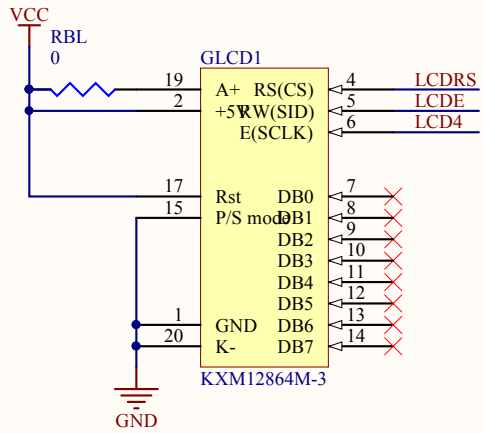 VCC
RBL
0
GLCD1
19 A+ RS(CS) 4 LCDRS
2 +5V RW(SID) 5 LCDE
E(SCLK) 6 LCD4
17 Rst DB0 7
15 P/S mode DB1 8
DB2 9
DB3 10
DB4 11
DB5 12
1 GND DB6 13
20 K- DB7 14
KXM12864M-3
GND